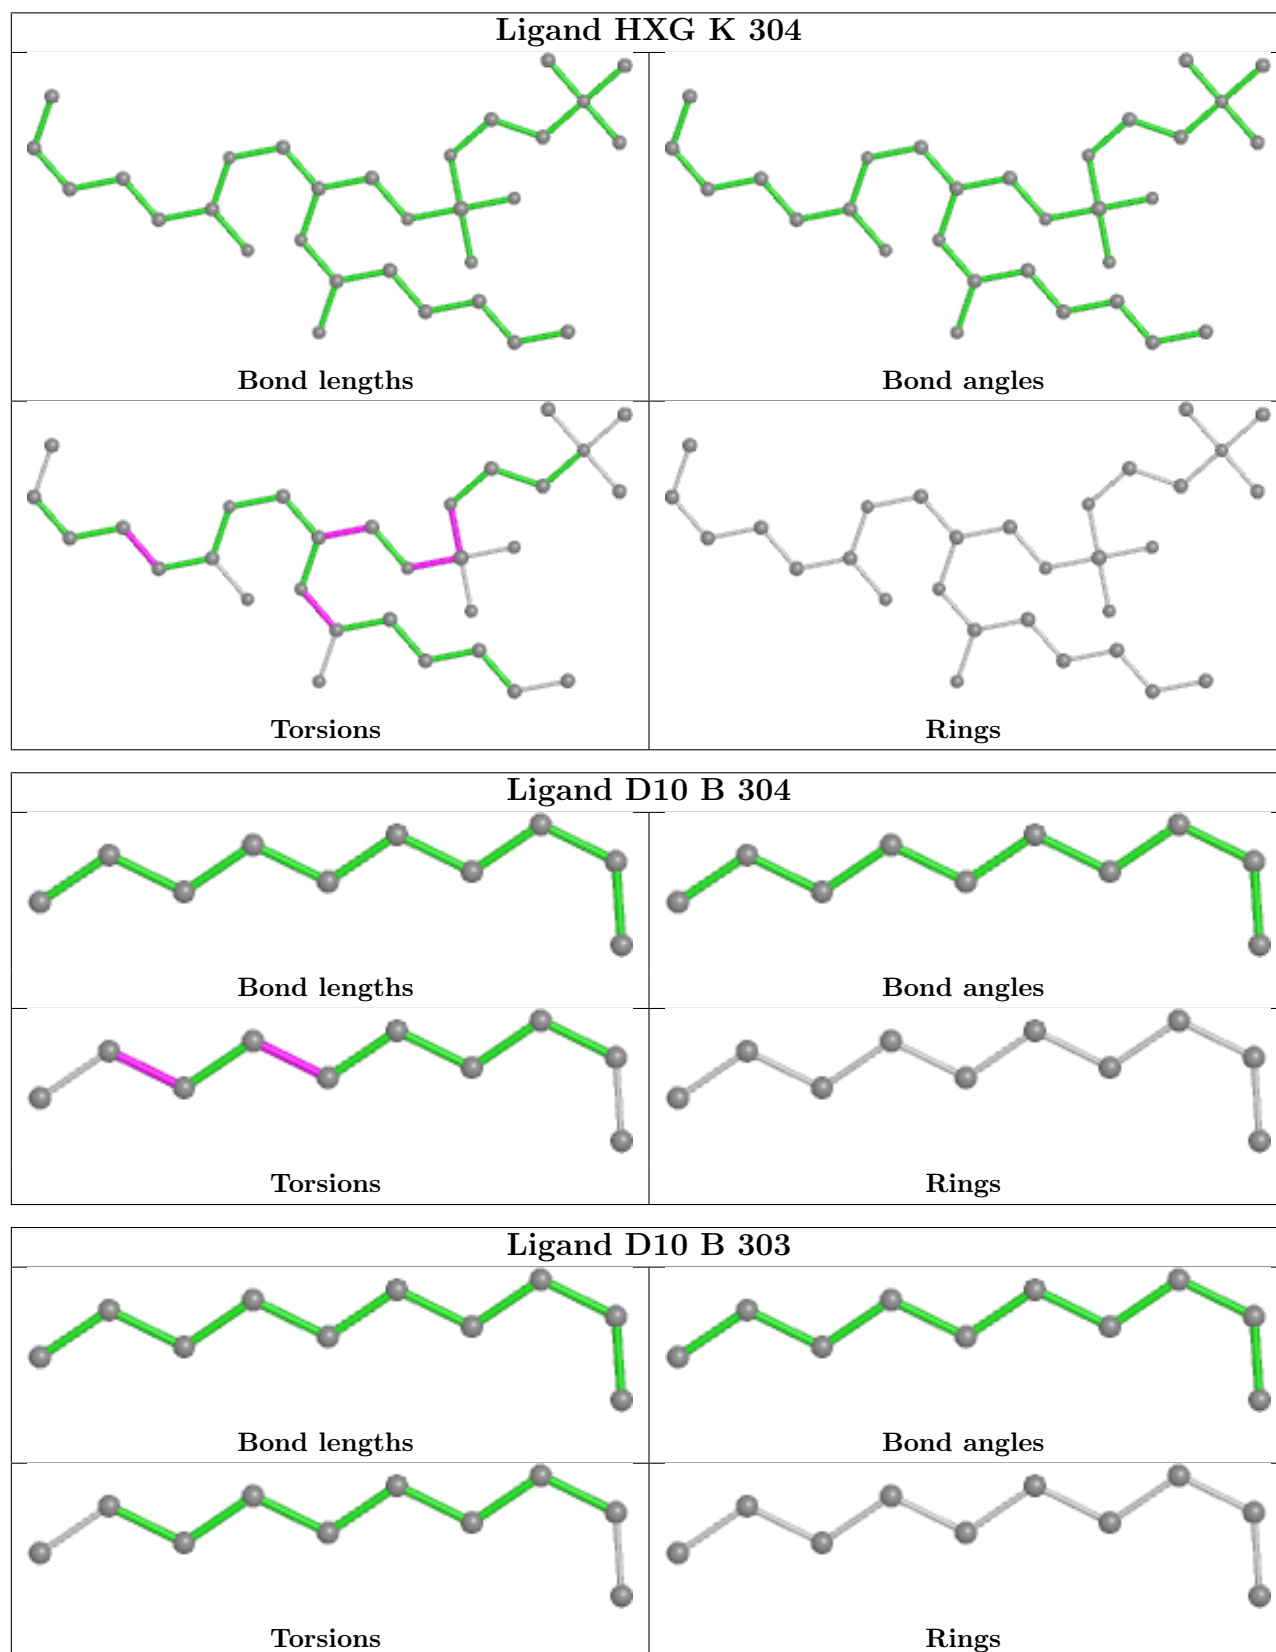 Ligand HXG K 304
Bond lengths
Bond angles
Torsions
Rings
Ligand D10 B 304
Bond lengths
Bond angles
Torsions
Rings
Ligand D10 B 303
Bond lengths
Bond angles
Torsions
Rings